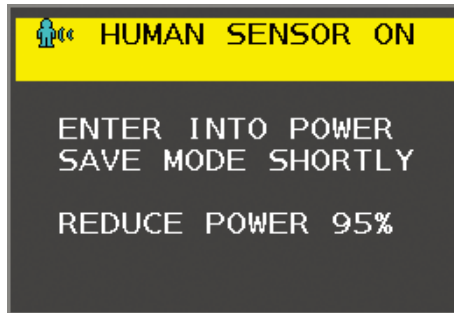 HUMAN SENSOR ON
ENTER INTO POWER
SAVE MODE SHORTLY
REDUCE POWER 95%